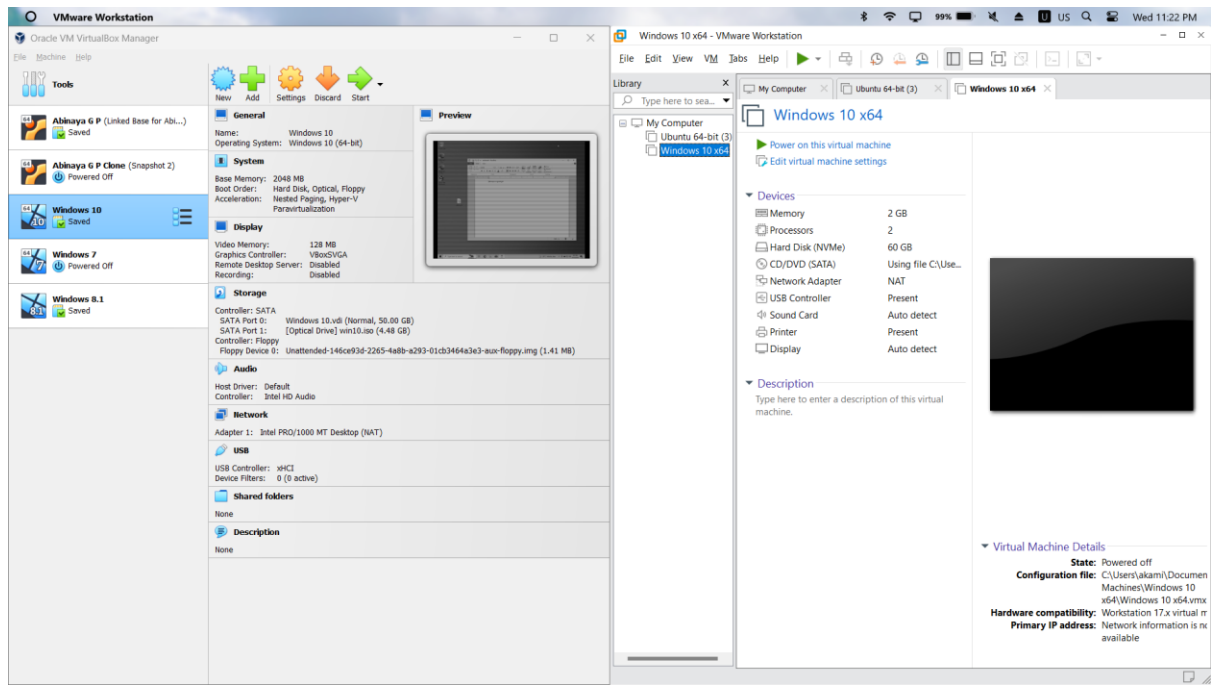 VMware Workstation
99%
U US
Wed 11:22 PM
Oracle VM VirtualBox Manager
File Machine Help
Tools
New Add Settings Discard Start
64 Abinaya G P (Linked Base for Abi...)
Saved
64 Abinaya G P Clone (Snapshot 2)
Powered Off
64 10 Windows 10
Saved
64 7 Windows 7
Powered Off
8.1 Windows 8.1
Saved
General
Name: Windows 10
Operating System: Windows 10 (64-bit)
System
Base Memory: 2048 MB
Boot Order: Hard Disk, Optical, Floppy
Acceleration: Nested Paging, Hyper-V
Paravirtualization
Display
Video Memory: 128 MB
Graphics Controller: VBoxSVGA
Remote Desktop Server: Disabled
Recording: Disabled
Preview
Storage
Controller: SATA
SATA Port 0: Windows 10.vdi (Normal, 50.00 GB)
SATA Port 1: [Optical Drive] win10.iso (4.48 GB)
Controller: Floppy
Floppy Device 0: Unattended-146ce93d-2265-4a8b-a293-01cb3464a3e3-aux-floppy.img (1.41 MB)
Audio
Host Driver: Default
Controller: Intel HD Audio
Network
Adapter 1: Intel PRO/1000 MT Desktop (NAT)
USB
USB Controller: xHCI
Device Filters: 0 (0 active)
Shared folders
None
Description
None
Windows 10 x64 - VMware Workstation
File Edit View VM Tabs Help
Library X
Type here to sea...
My Computer
Ubuntu 64-bit (3)
Windows 10 x64
My Computer
Ubuntu 64-bit (3)
Windows 10 x64
Windows 10 x64
Power on this virtual machine
Edit virtual machine settings
Devices
Memory 2 GB
Processors 2
Hard Disk (NVMe) 60 GB
CD/DVD (SATA) Using file C:\Use...
Network Adapter NAT
USB Controller Present
Sound Card Auto detect
Printer Present
Display Auto detect
Description
Type here to enter a description of this virtual
machine.
Virtual Machine Details
State: Powered off
Configuration file: C:\Users\akami\Documen
Machines\Windows 10
x64\Windows 10 x64.vmx
Hardware compatibility: Workstation 17.x virtual
Primary IP address: Network information is
available